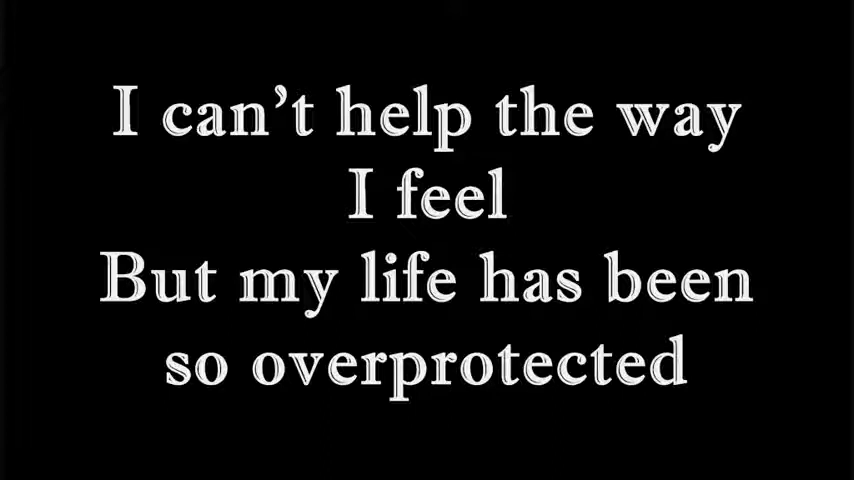 I can’t help the way
I feel
But my life has been
so overprotected